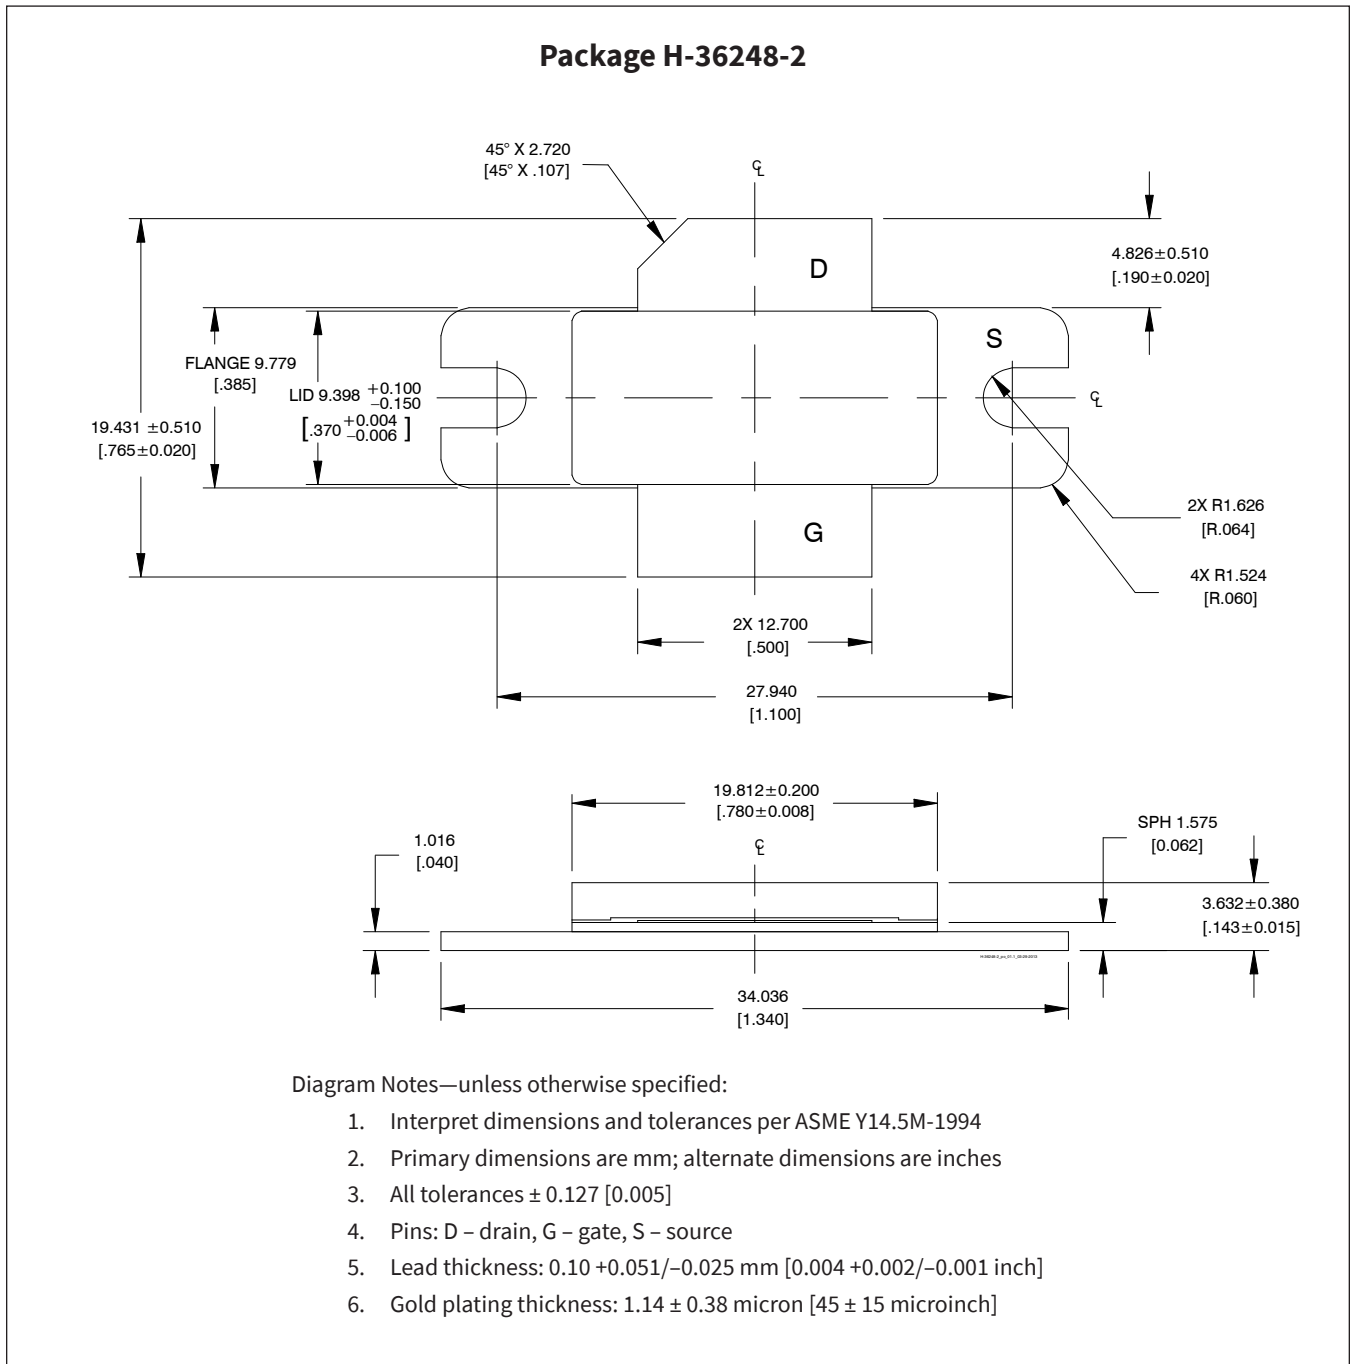 Package H-36248-2
45° X 2.720
[45° X .107]
℄
D
4.826±0.510
[.190±0.020]
FLANGE 9.779
[.385]
S
LID 9.398 +0.100
−0.150
[.370 +0.004
−0.006 ]
℄
19.431 ±0.510
[.765±0.020]
2X R1.626
[R.064]
G
4X R1.524
[R.060]
2X 12.700
[.500]
27.940
[1.100]
19.812±0.200
[.780±0.008]
℄
1.016
[.040]
SPH 1.575
[0.062]
3.632±0.380
[.143±0.015]
34.036
[1.340]
Diagram Notes—unless otherwise specified:
1. Interpret dimensions and tolerances per ASME Y14.5M-1994
2. Primary dimensions are mm; alternate dimensions are inches
3. All tolerances ± 0.127 [0.005]
4. Pins: D – drain, G – gate, S – source
5. Lead thickness: 0.10 +0.051/–0.025 mm [0.004 +0.002/–0.001 inch]
6. Gold plating thickness: 1.14 ± 0.38 micron [45 ± 15 microinch]